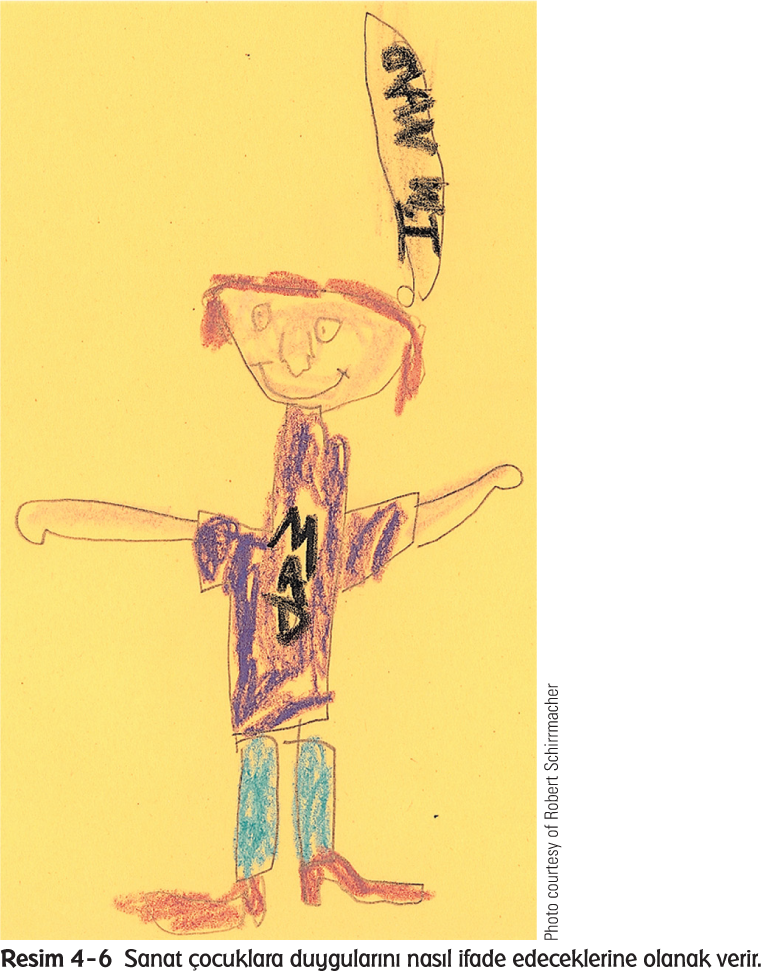 I'M MAD
MAD
Photo courtesy of Robert Schirrmacher
Resim 4-6 Sanat çocuklara duygularını nasıl ifade edeceklerine olanak verir.